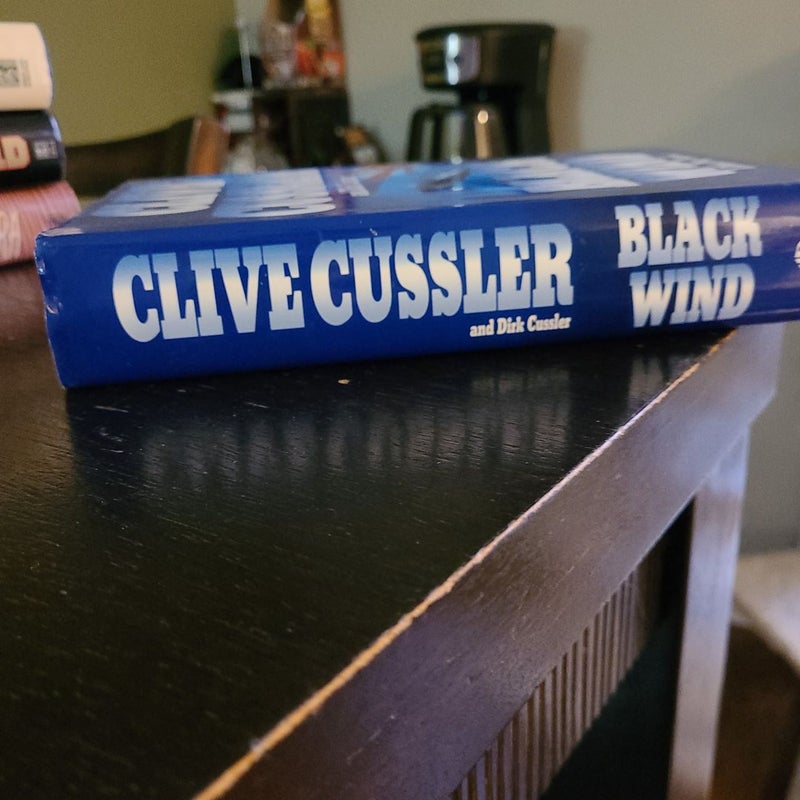 CLIVE CUSSLER
and Dirk Cussler
BLACK
WIND